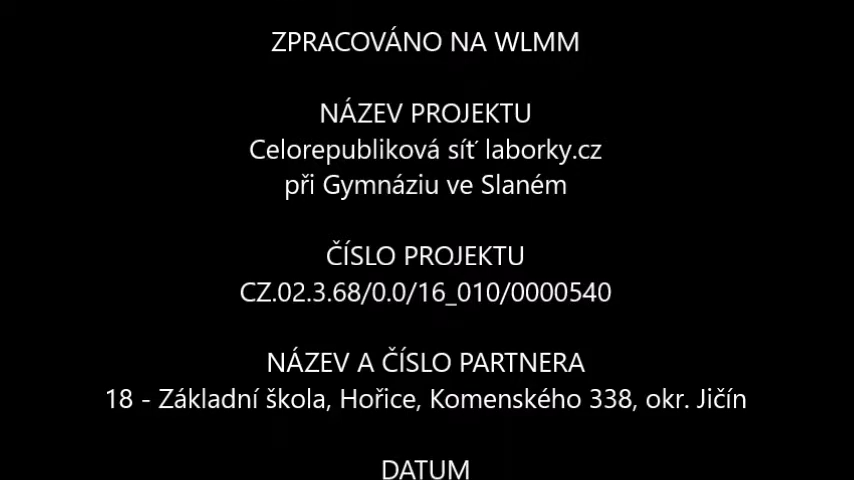 ZPRACOVÁNO NA WLMM
NÁZEV PROJEKTU
Celorepubliková síť laborky.cz
při Gymnáziu ve Slaném
ČÍSLO PROJEKTU
CZ.02.3.68/0.0/16_010/0000540
NÁZEV A ČÍSLO PARTNERA
18 - Základní škola, Hořice, Komenského 338, okr. Jičín
DATUM